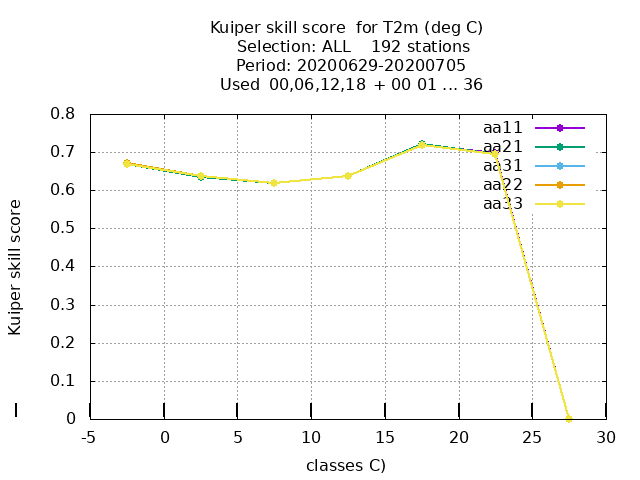 Kuiper skill score  for T2m (deg C)
Selection: ALL    192 stations
Period: 20200629-20200705
Used  00,06,12,18  + 00 01 ... 36
0.8
0.7
0.6
0.5
0.4
0.3
0.2
0.1
0
Kuiper skill score
aa11
aa21
aa31
aa22
aa33
-5
0
5
10
15
20
25
30
classes C)